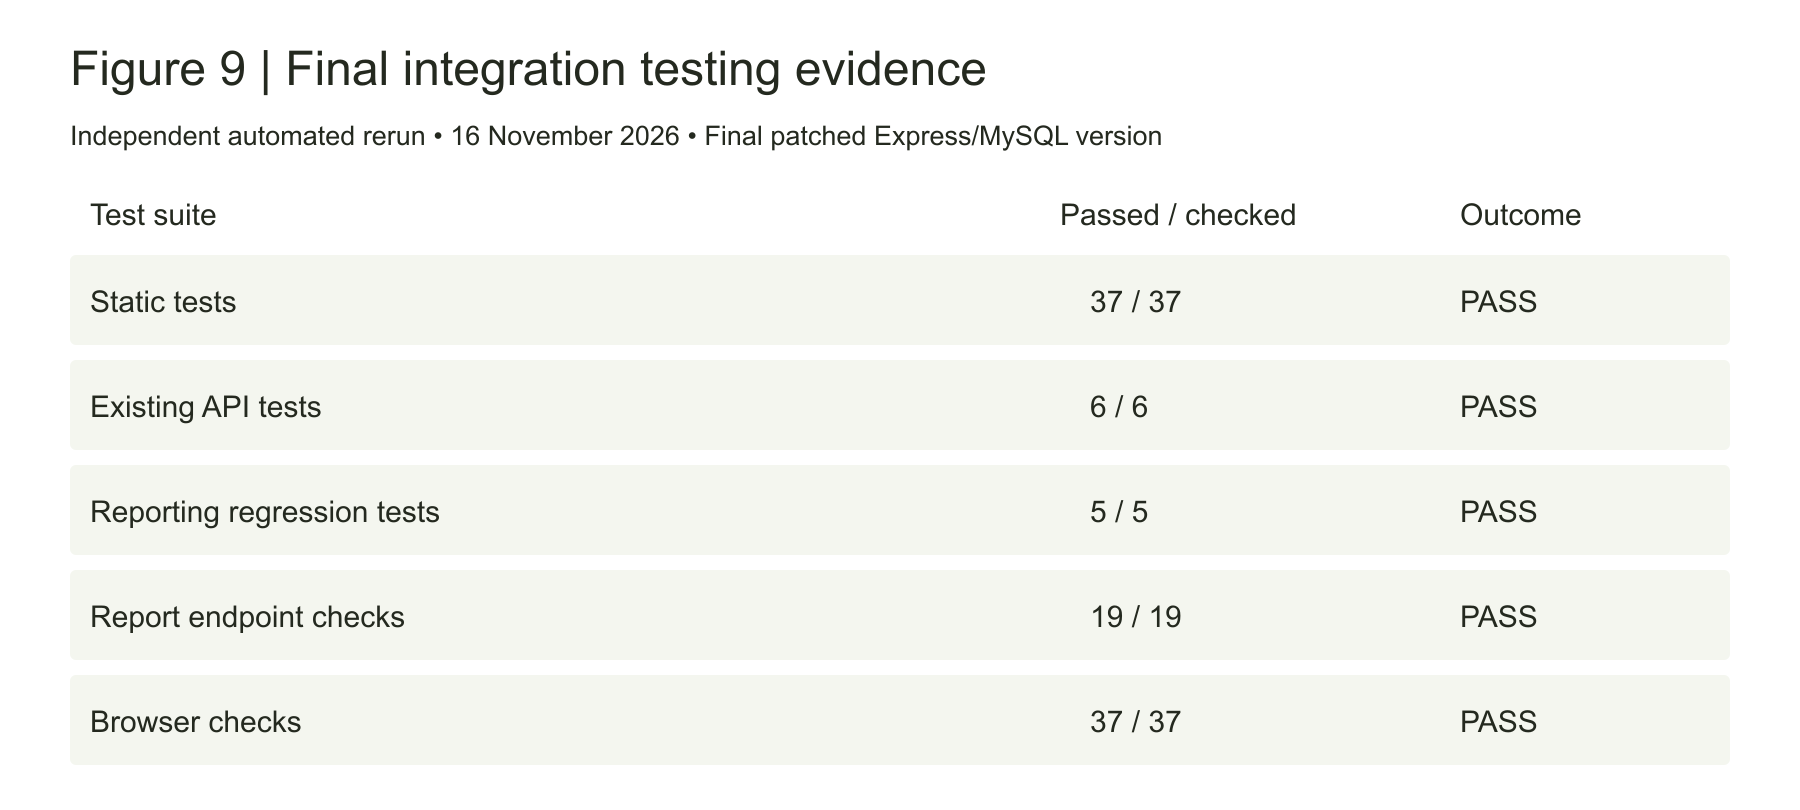 Figure 9 | Final integration testing evidence
Independent automated rerun • 16 November 2026 • Final patched Express/MySQL version
Test suite Passed / checked Outcome
Static tests 37 / 37 PASS
Existing API tests 6 / 6 PASS
Reporting regression tests 5 / 5 PASS
Report endpoint checks 19 / 19 PASS
Browser checks 37 / 37 PASS